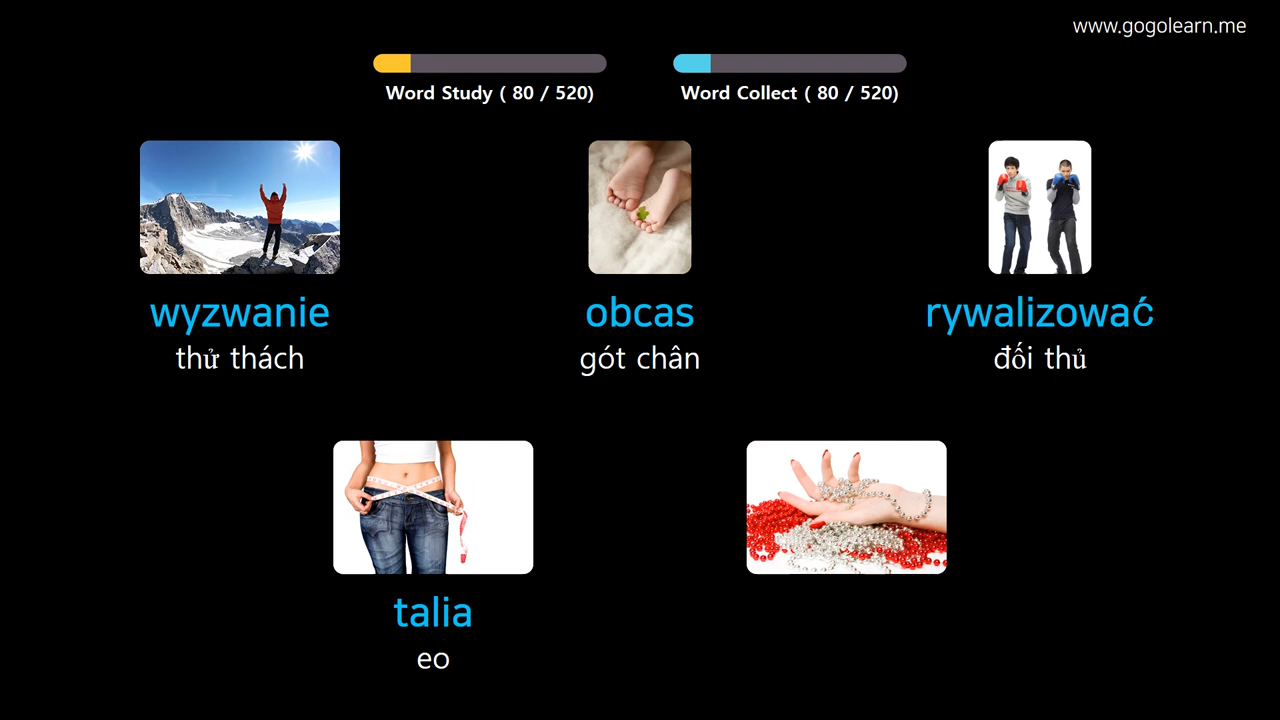 www.gogolearn.me
Word Study ( 80 / 520)
Word Collect ( 80 / 520)
wyzwanie
thử thách
obcas
gót chân
rywalizować
đối thủ
talia
eo